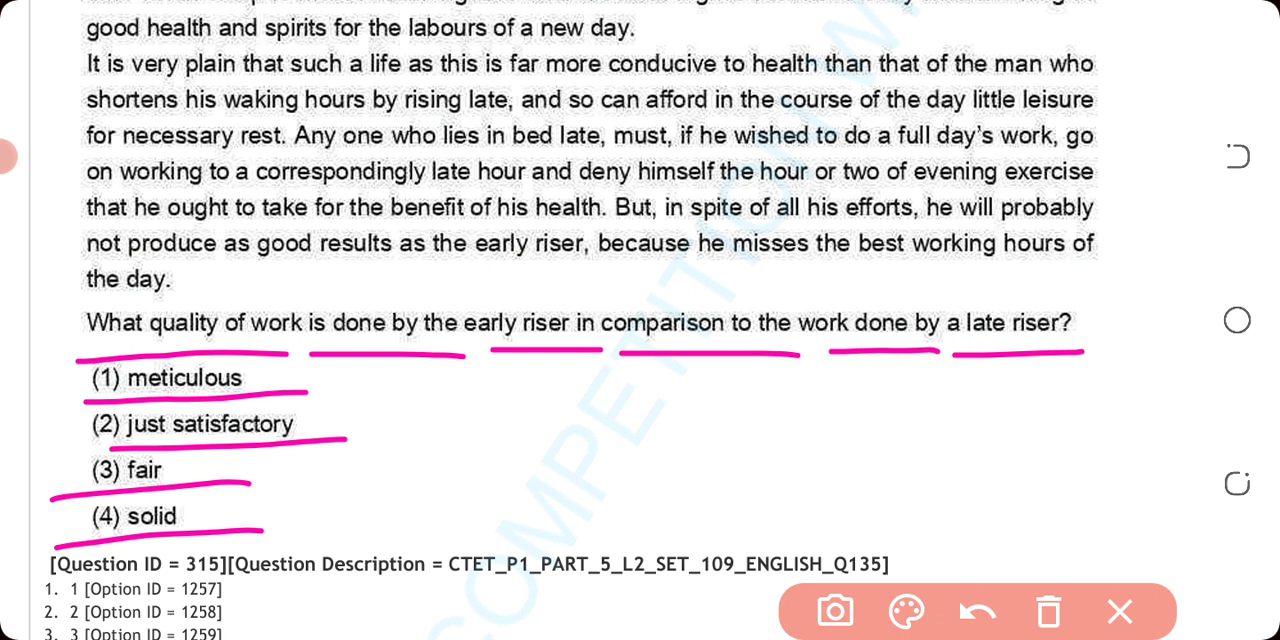 good health and spirits for the labours of a new day.
It is very plain that such a life as this is far more conducive to health than that of the man who
shortens his waking hours by rising late, and so can afford in the course of the day little leisure
for necessary rest. Any one who lies in bed late, must, if he wished to do a full day's work, go
on working to a correspondingly late hour and deny himself the hour or two of evening exercise
that he ought to take for the benefit of his health. But, in spite of all his efforts, he will probably
not produce as good results as the early riser, because he misses the best working hours of
the day.
What quality of work is done by the early riser in comparison to the work done by a late riser?
(1) meticulous
(2) just satisfactory
(3) fair
(4) solid
[Question ID = 315][Question Description = CTET_P1_PART_5_L2_SET_109_ENGLISH_Q135]
1. 1 [Option ID = 1257]
2. 2 [Option ID = 1258]
3. 3 [Option ID = 1259]
COMPETITION W